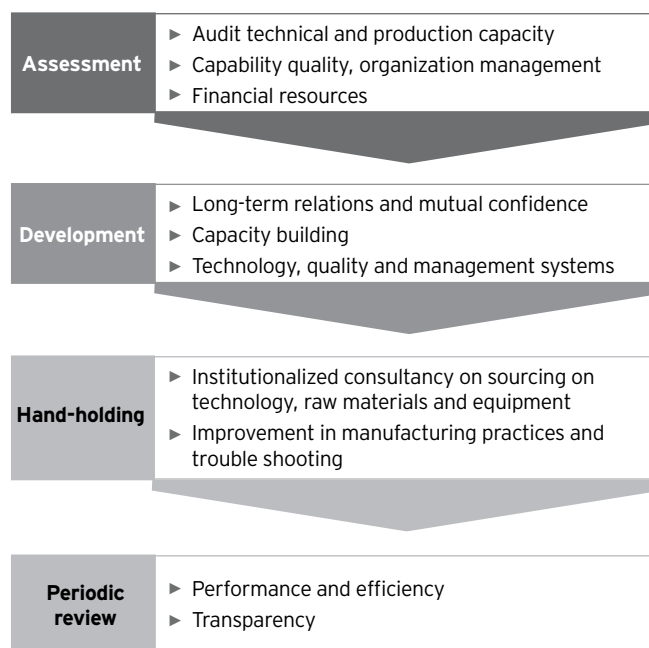 Assessment
► Audit technical and production capacity
► Capability quality, organization management
► Financial resources
Development
► Long-term relations and mutual confidence
► Capacity building
► Technology, quality and management systems
Hand-holding
► Institutionalized consultancy on sourcing on
technology, raw materials and equipment
► Improvement in manufacturing practices and
trouble shooting
Periodic
review
► Performance and efficiency
► Transparency